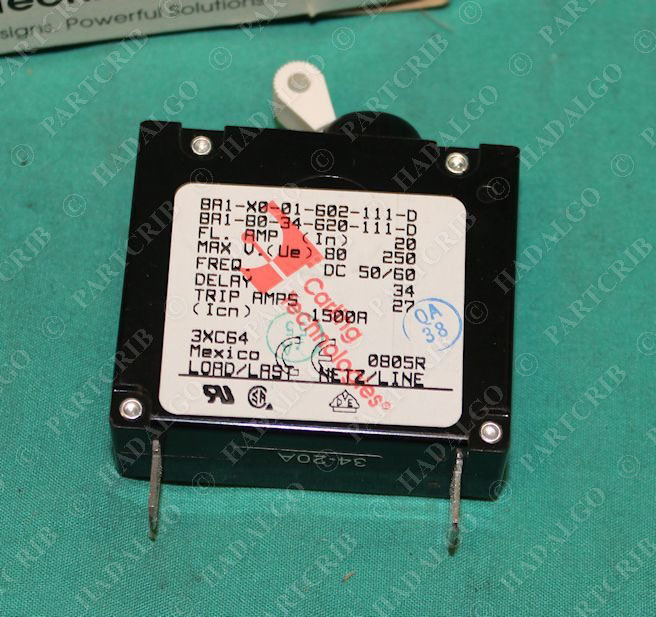 signs. Powerful Solutions
BA1-X0-01-602-111-D
BA1-B0-34-620-111-D
FL. AMP (In) 20
MAX V.(Ue) 80 250
FREQ. DC 50/60
DELAY 34
TRIP AMPS 27
(Icn) 1500A
Carling
Technologies®
QA
38
3XC64
Mexico 0805R
LOAD/LAST NETZ/LINE
34-20A
© PARTCRIB
© HADALGO